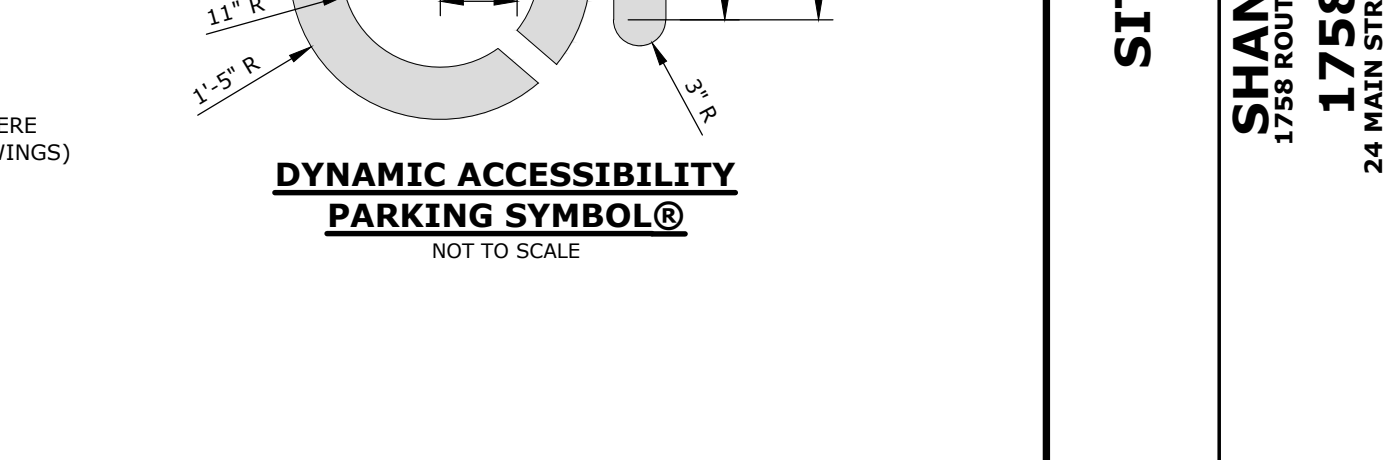 11" R
1'-5" R
3" R
ERE
WINGS)
DYNAMIC ACCESSIBILITY
PARKING SYMBOL®
NOT TO SCALE
SIT
SHAN
1758 ROUT
1758
24 MAIN STR